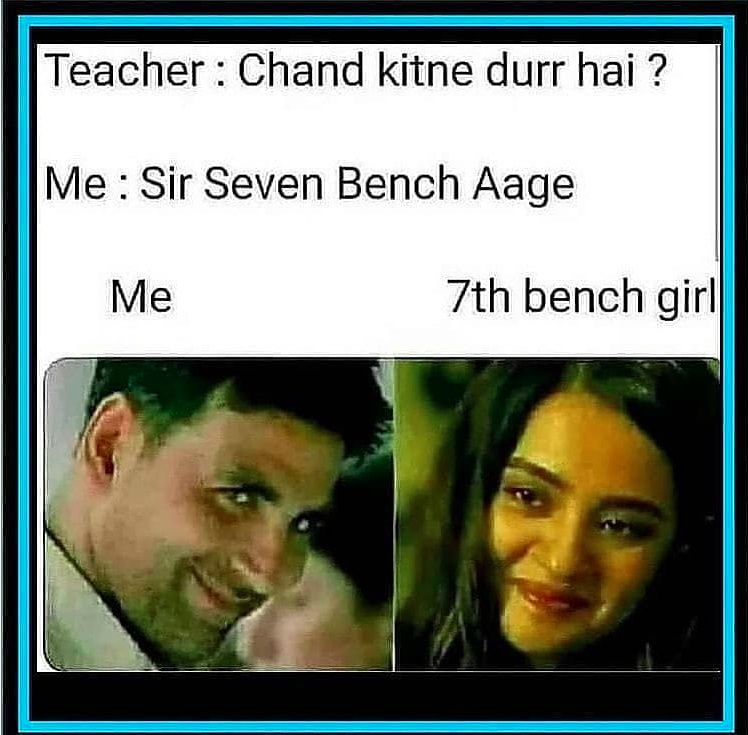 Teacher : Chand kitne durr hai ?
Me : Sir Seven Bench Aage
Me 7th bench girl